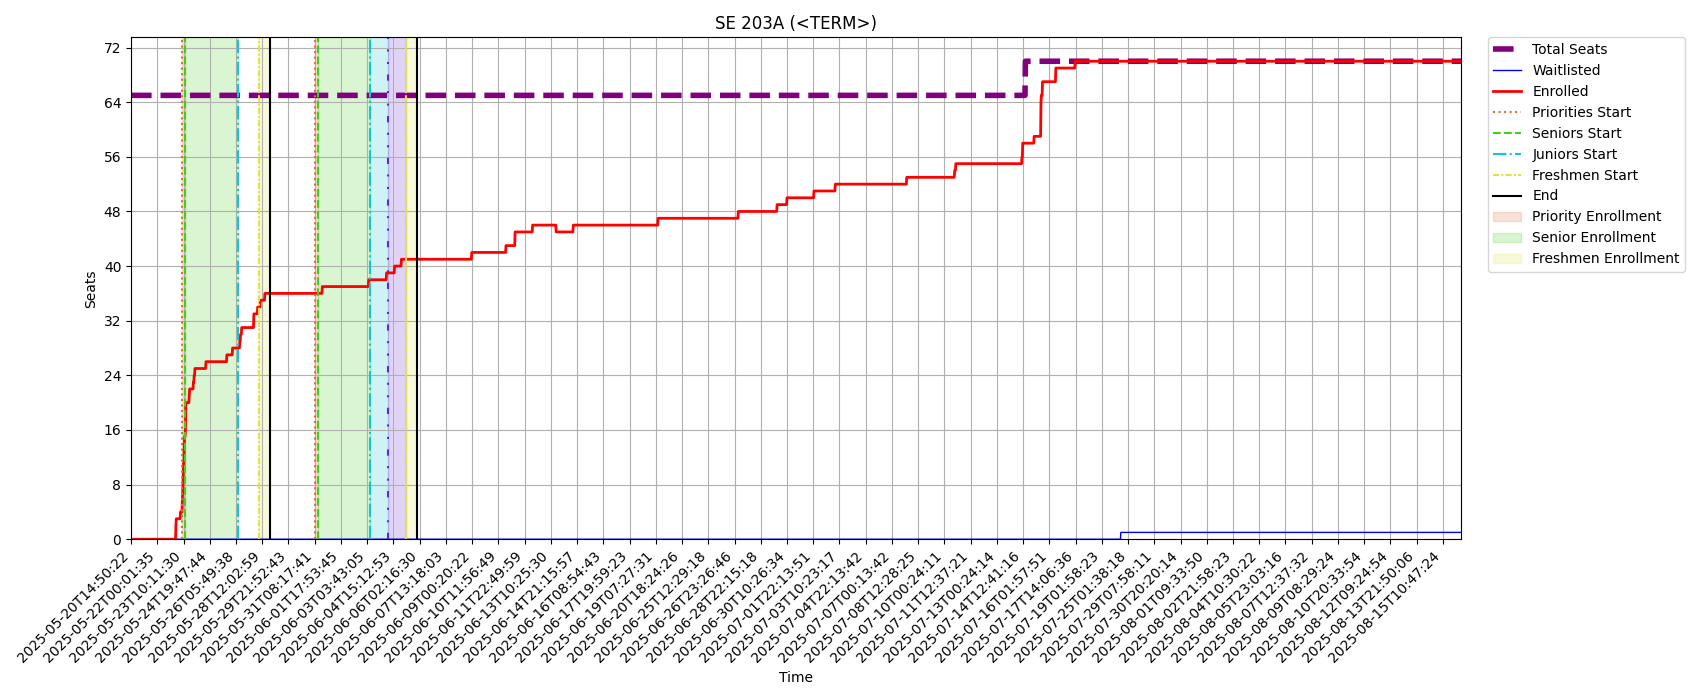 SE 203A (<TERM>)
Total Seats
Waitlisted
Enrolled
Priorities Start
Seniors Start
Juniors Start
Freshmen Start
End
Priority Enrollment
Senior Enrollment
Freshmen Enrollment
Seats
72
64
56
48
40
32
24
16
8
0
2025-05-20T14:50:22
2025-05-22T00:01:35
2025-05-23T10:11:30
2025-05-24T19:47:44
2025-05-26T05:49:38
2025-05-28T12:02:59
2025-05-29T21:52:43
2025-05-31T08:17:41
2025-06-01T17:53:45
2025-06-03T03:43:05
2025-06-04T15:12:53
2025-06-06T02:16:30
2025-06-07T13:18:03
2025-06-09T00:20:22
2025-06-10T11:56:49
2025-06-11T22:49:59
2025-06-13T10:25:30
2025-06-14T21:15:57
2025-06-16T08:54:43
2025-06-17T19:59:23
2025-06-19T07:27:31
2025-06-20T18:24:26
2025-06-25T12:29:18
2025-06-26T23:26:46
2025-06-28T22:15:18
2025-06-30T10:26:34
2025-07-01T22:13:51
2025-07-03T10:23:17
2025-07-04T22:13:42
2025-07-07T00:13:42
2025-07-08T12:28:25
2025-07-10T00:24:11
2025-07-11T12:37:21
2025-07-13T00:24:14
2025-07-14T12:41:16
2025-07-16T01:57:51
2025-07-17T14:06:36
2025-07-19T01:58:23
2025-07-25T01:38:18
2025-07-29T07:58:11
2025-07-30T20:20:14
2025-08-01T09:33:50
2025-08-02T21:58:23
2025-08-04T10:30:22
2025-08-05T23:03:16
2025-08-07T12:37:32
2025-08-09T08:29:24
2025-08-10T20:33:54
2025-08-12T09:24:54
2025-08-13T21:50:06
2025-08-15T10:47:24
Time